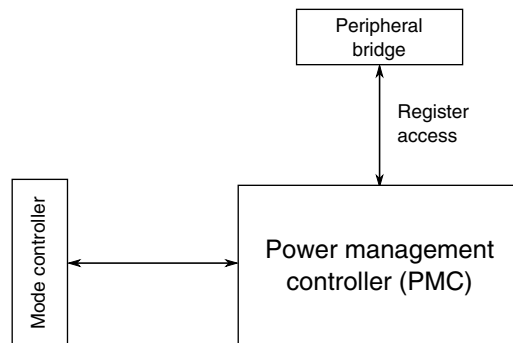 Peripheral
bridge
Register
access
Mode controller
Power management
controller (PMC)